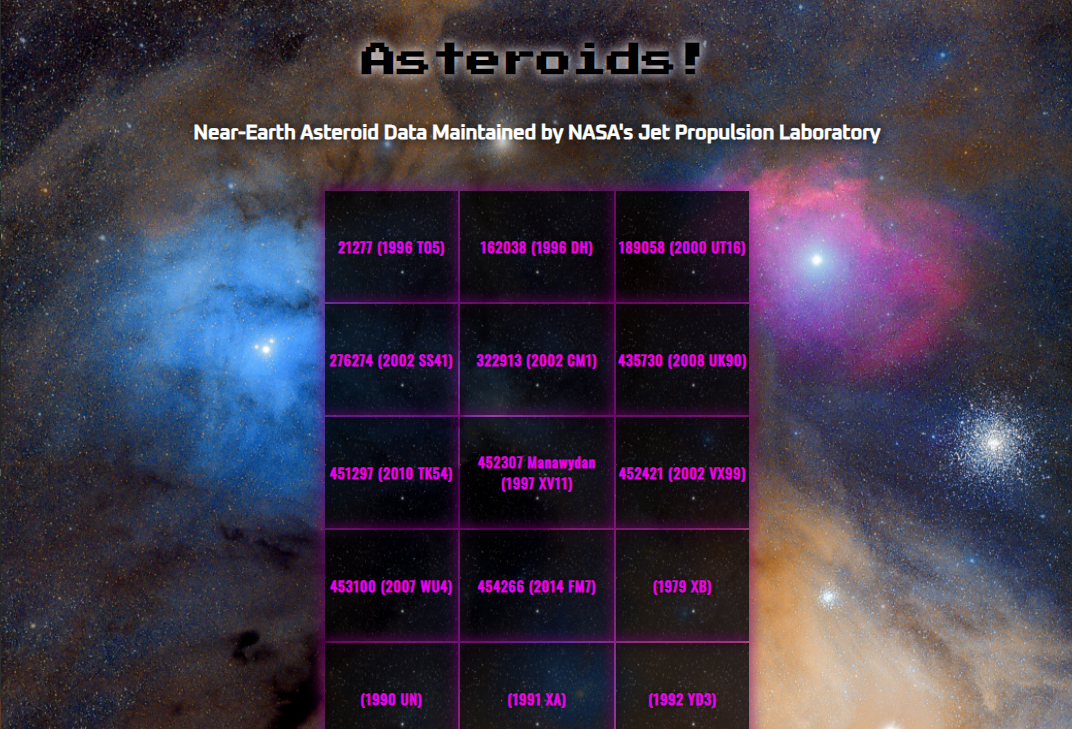 Asteroids!
Near-Earth Asteroid Data Maintained by NASA's Jet Propulsion Laboratory
21277 (1996 TO5)
162038 (1996 DH)
189058 (2000 UT16)
276274 (2002 SS41)
322913 (2002 CM1)
435730 (2008 UK90)
451297 (2010 TK54)
452307 Manawydan
(1997 XV11)
452421 (2002 VX99)
453100 (2007 WU4)
454266 (2014 FM7)
(1979 XB)
(1990 UN)
(1991 XA)
(1992 YD3)